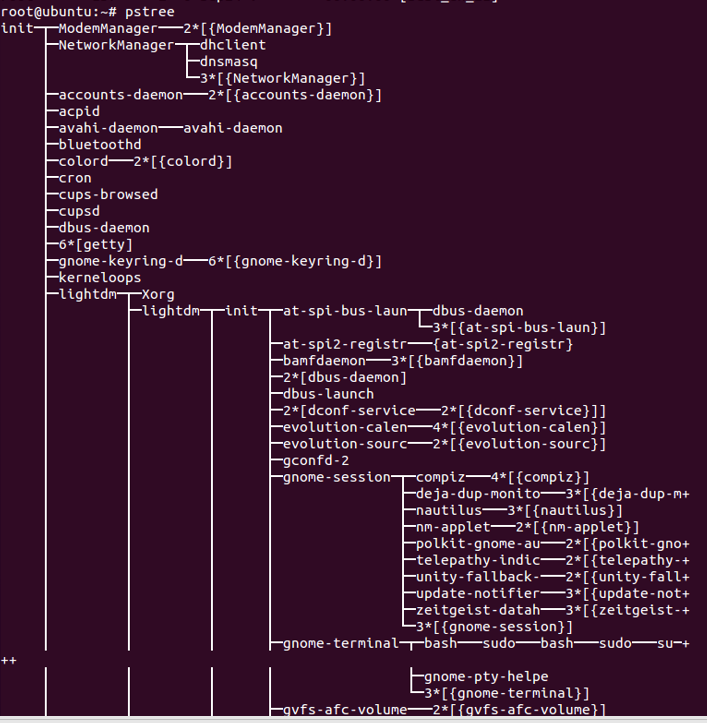 root@ubuntu:~# pstree
init─┬─ModemManager───2*[{ModemManager}]
     ├─NetworkManager─┬─dhclient
     │                ├─dnsmasq
     │                └─3*[{NetworkManager}]
     ├─accounts-daemon───2*[{accounts-daemon}]
     ├─acpid
     ├─avahi-daemon───avahi-daemon
     ├─bluetoothd
     ├─colord───2*[{colord}]
     ├─cron
     ├─cups-browsed
     ├─cupsd
     ├─dbus-daemon
     ├─6*[getty]
     ├─gnome-keyring-d───6*[{gnome-keyring-d}]
     ├─kerneloops
     ├─lightdm─┬─Xorg
     │         ├─lightdm─┬─init─┬─at-spi-bus-laun─┬─dbus-daemon
     │         │         │      │                 └─3*[{at-spi-bus-laun}]
     │         │         │      ├─at-spi2-registr───{at-spi2-registr}
     │         │         │      ├─bamfdaemon───3*[{bamfdaemon}]
     │         │         │      ├─2*[dbus-daemon]
     │         │         │      ├─dbus-launch
     │         │         │      ├─2*[dconf-service───2*[{dconf-service}]]
     │         │         │      ├─evolution-calen───4*[{evolution-calen}]
     │         │         │      ├─evolution-sourc───2*[{evolution-sourc}]
     │         │         │      ├─gconfd-2
     │         │         │      ├─gnome-session─┬─compiz───4*[{compiz}]
     │         │         │      │               ├─deja-dup-monito───3*[{deja-dup-m+
     │         │         │      │               ├─nautilus───3*[{nautilus}]
     │         │         │      │               ├─nm-applet───2*[{nm-applet}]
     │         │         │      │               ├─polkit-gnome-au───2*[{polkit-gno+
     │         │         │      │               ├─telepathy-indic───2*[{telepathy-+
     │         │         │      │               ├─unity-fallback-───2*[{unity-fall+
     │         │         │      │               ├─update-notifier───3*[{update-not+
     │         │         │      │               ├─zeitgeist-datah───3*[{zeitgeist-+
     │         │         │      │               └─3*[{gnome-session}]
     │         │         │      ├─gnome-terminal─┬─bash───sudo───bash───sudo───su─+
++
     │         │         │      │                ├─gnome-pty-helpe
     │         │         │      │                └─3*[{gnome-terminal}]
     │         │         │      ├─gvfs-afc-volume───2*[{gvfs-afc-volume}]